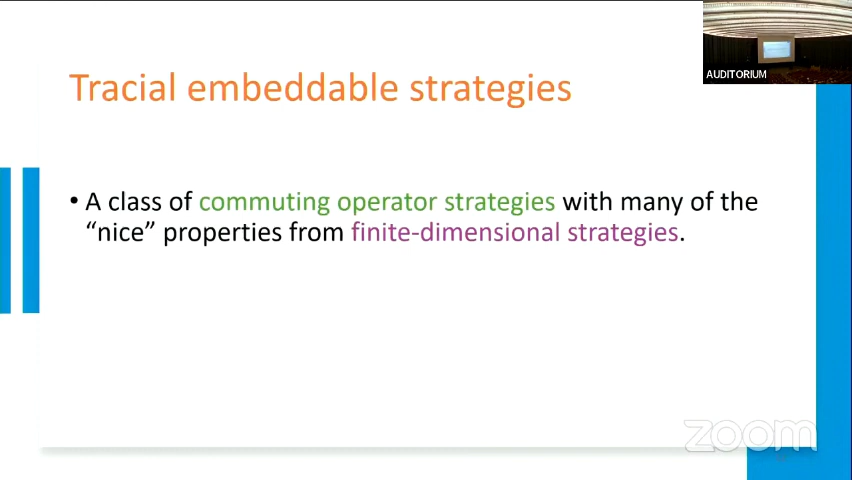 AUDITORIUM
Tracial embeddable strategies
• A class of commuting operator strategies with many of the
“nice” properties from finite-dimensional strategies.
zoom